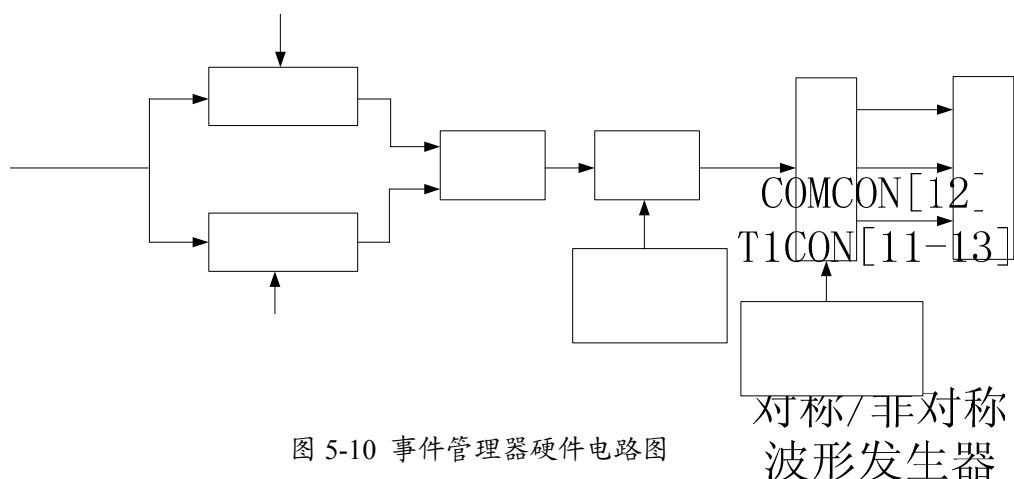 COMCON[12]
T1CON[11-13]
对称/非对称
波形发生器
图 5-10 事件管理器硬件电路图